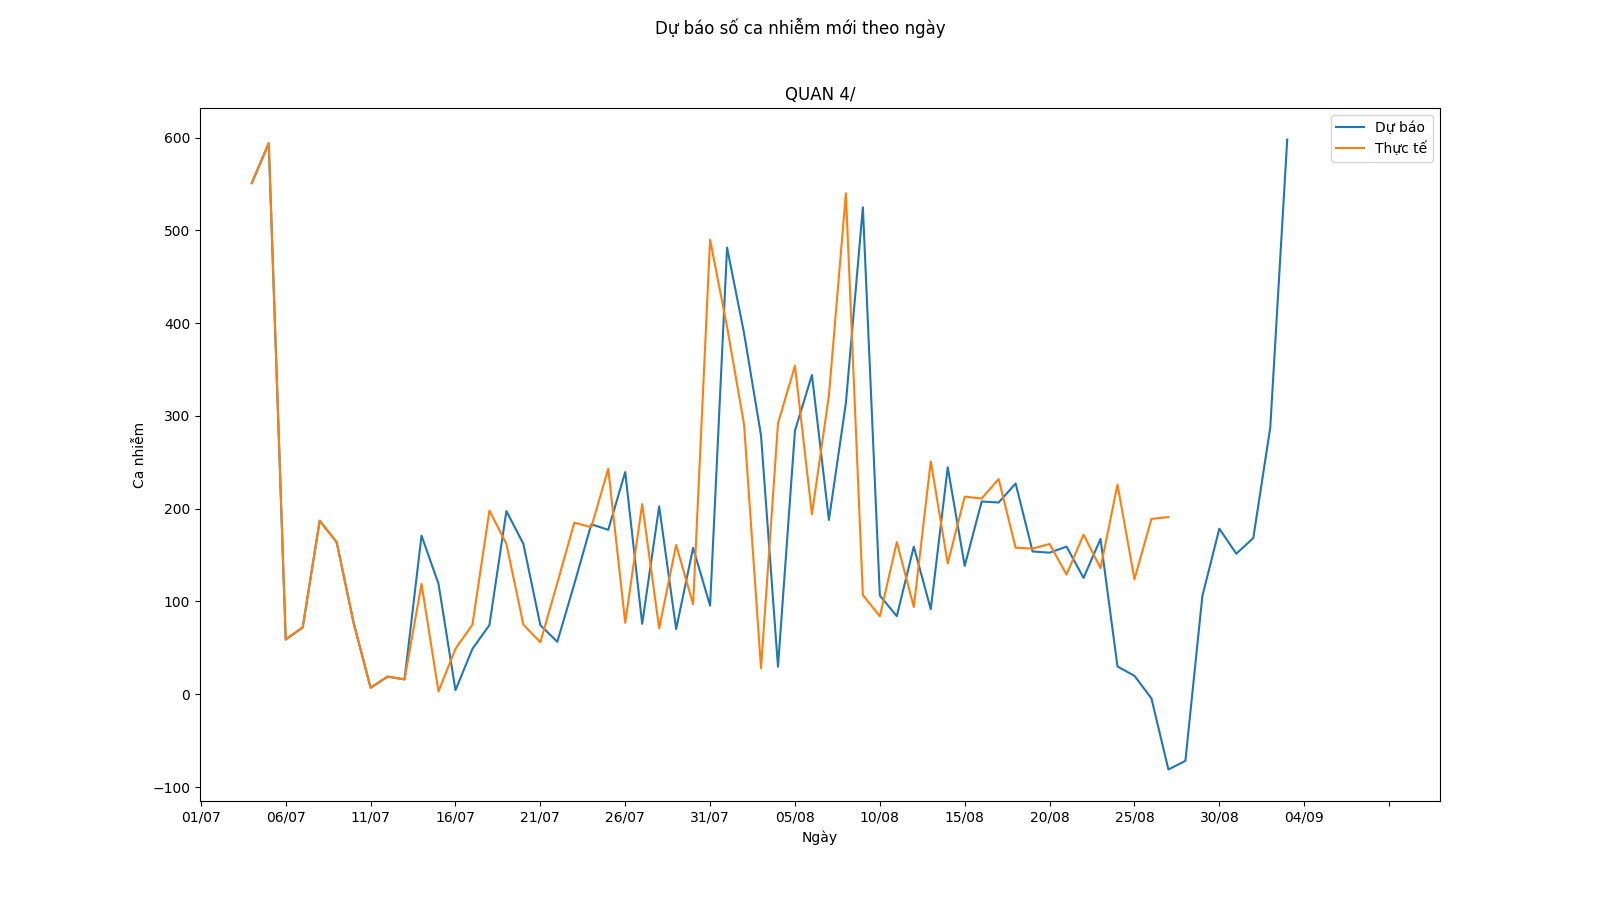 Dự báo số ca nhiễm mới theo ngày
QUAN 4/
Dự báo
Thực tế
600
500
400
300
200
100
0
−100
Ca nhiễm
01/07 06/07 11/07 16/07 21/07 26/07 31/07 05/08 10/08 15/08 20/08 25/08 30/08 04/09
Ngày